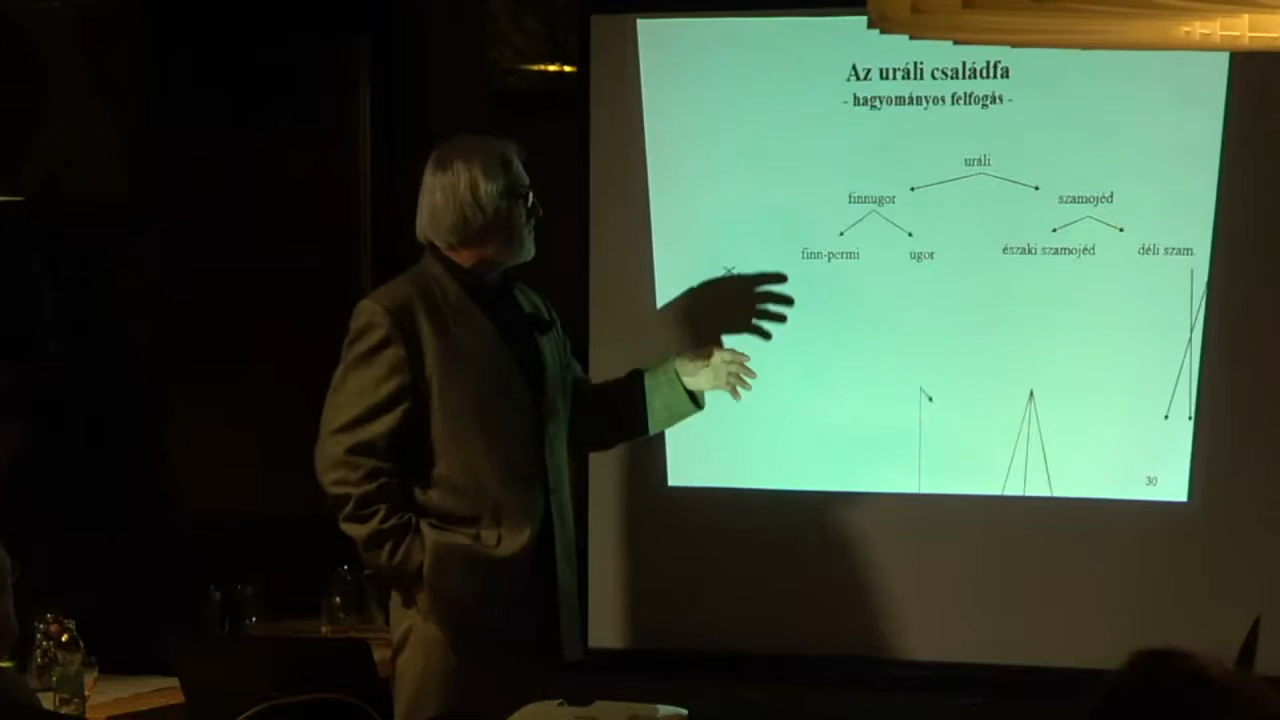 Az uráli családfa
- hagyományos felfogás -
uráli
finnugor szamojéd
finn-permi ugor északi szamojéd déli szam.
30